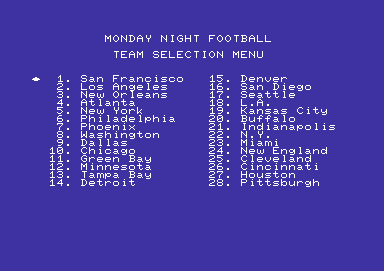 MONDAY NIGHT FOOTBALL
TEAM SELECTION MENU
1. San Francisco
2. Los Angeles
3. New Orleans
4. Atlanta
5. New York
6. Philadelphia
7. Phoenix
8. Washington
9. Dallas
10. Chicago
11. Green Bay
12. Minnesota
13. Tampa Bay
14. Detroit
15. Denver
16. San Diego
17. Seattle
18. L.A.
19. Kansas City
20. Buffalo
21. Indianapolis
22. N.Y.
23. Miami
24. New England
25. Cleveland
26. Cincinnati
27. Houston
28. Pittsburgh